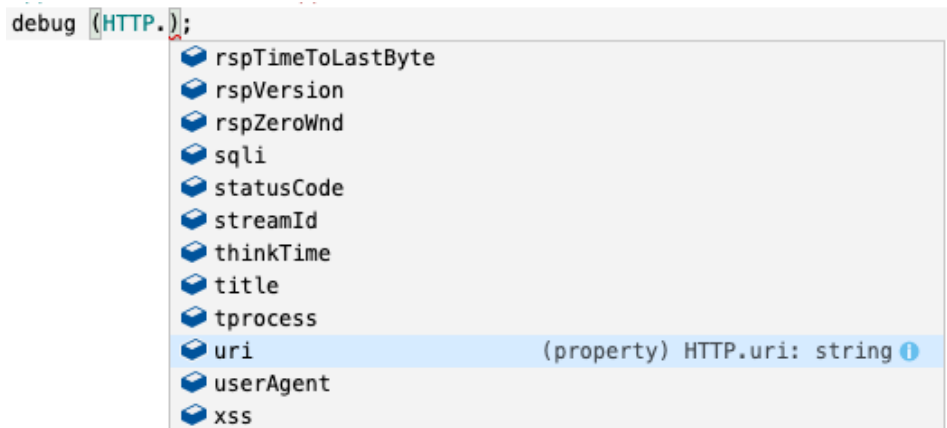 debug (HTTP.);
rspTimeToLastByte
rspVersion
rspZeroWnd
sqli
statusCode
streamId
thinkTime
title
tprocess
uri (property) HTTP.uri: string
userAgent
xss